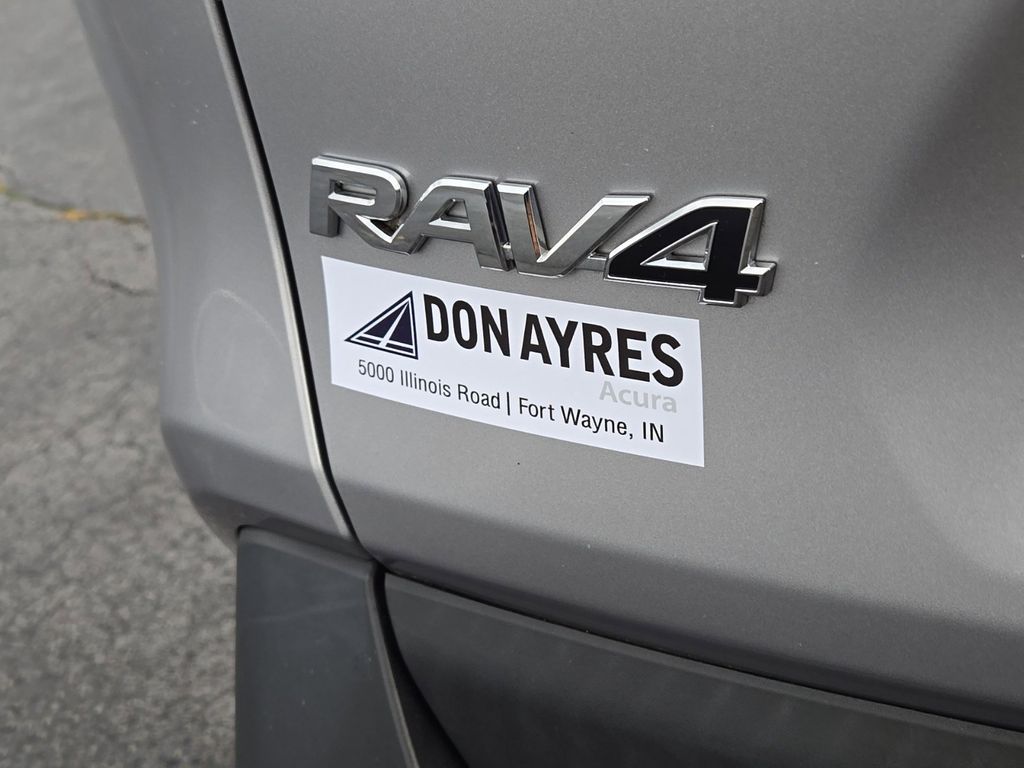 RAV4
DON AYRES
Acura
5000 Illinois Road | Fort Wayne, IN